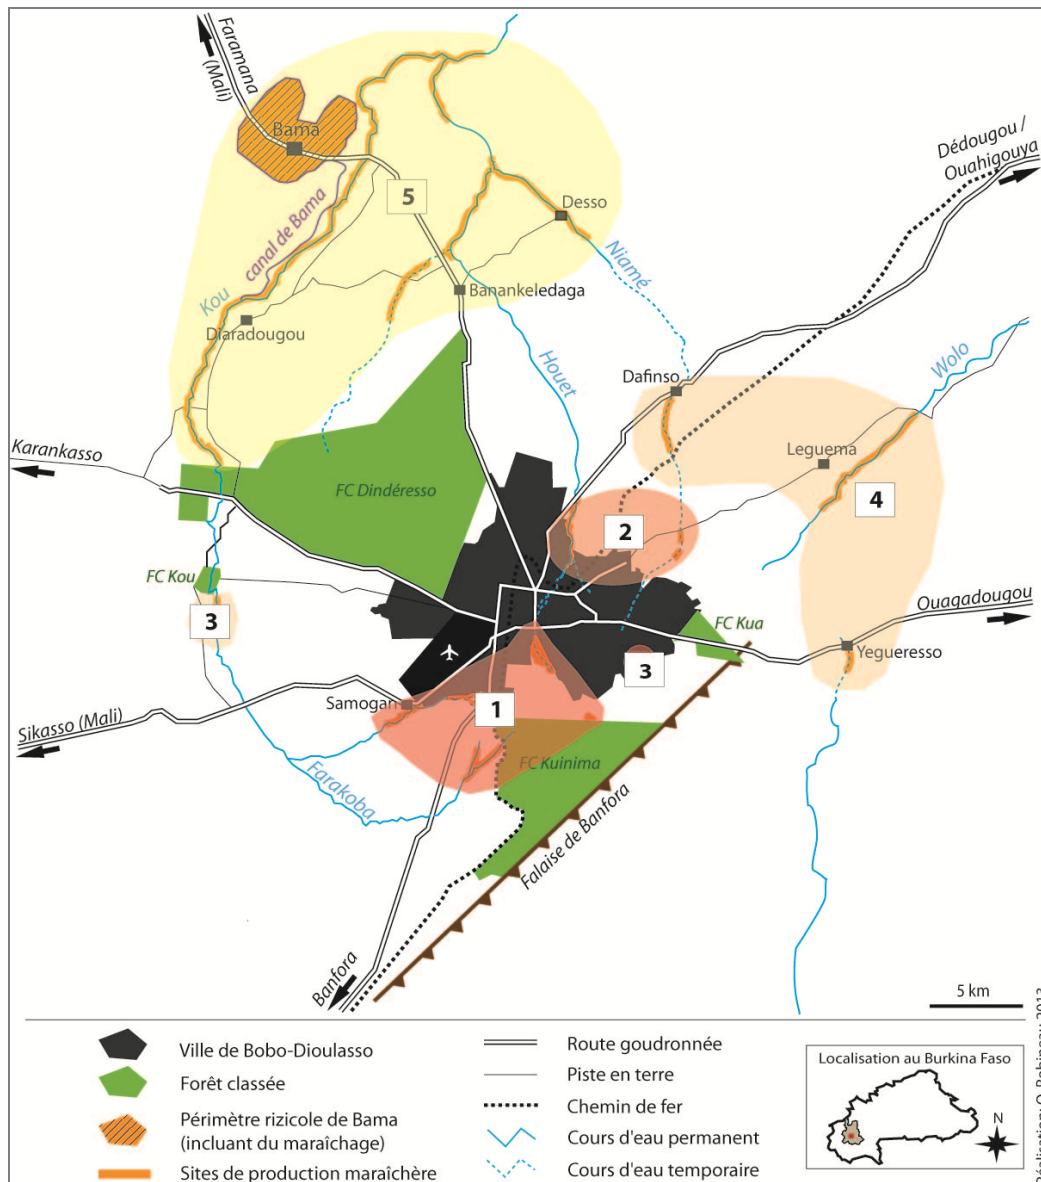 Faramana
(Mali)
Bama
Dédougou /
Ouahigouya
5
Desso
canal de Bama
Niamé
Kou
Banankeledaga
Diaradougou
Houet
Wolo
Dafinso
Karankasso
Leguema
FC Dindéresso
4
2
FC Kou
Ouagadougou
3
FC Kua
Yegueresso
3
Samogan
1
Sikasso (Mali)
FC Kuinima
Farakoba
Falaise de Banfora
Banfora
5 km
Ville de Bobo-Dioulasso
Forêt classée
Périmètre rizicole de Bama
(incluant du maraîchage)
Sites de production maraîchère
Route goudronnée
Piste en terre
Chemin de fer
Cours d'eau permanent
Cours d'eau temporaire
Localisation au Burkina Faso
N
Réalisation: O. Robineau 2013